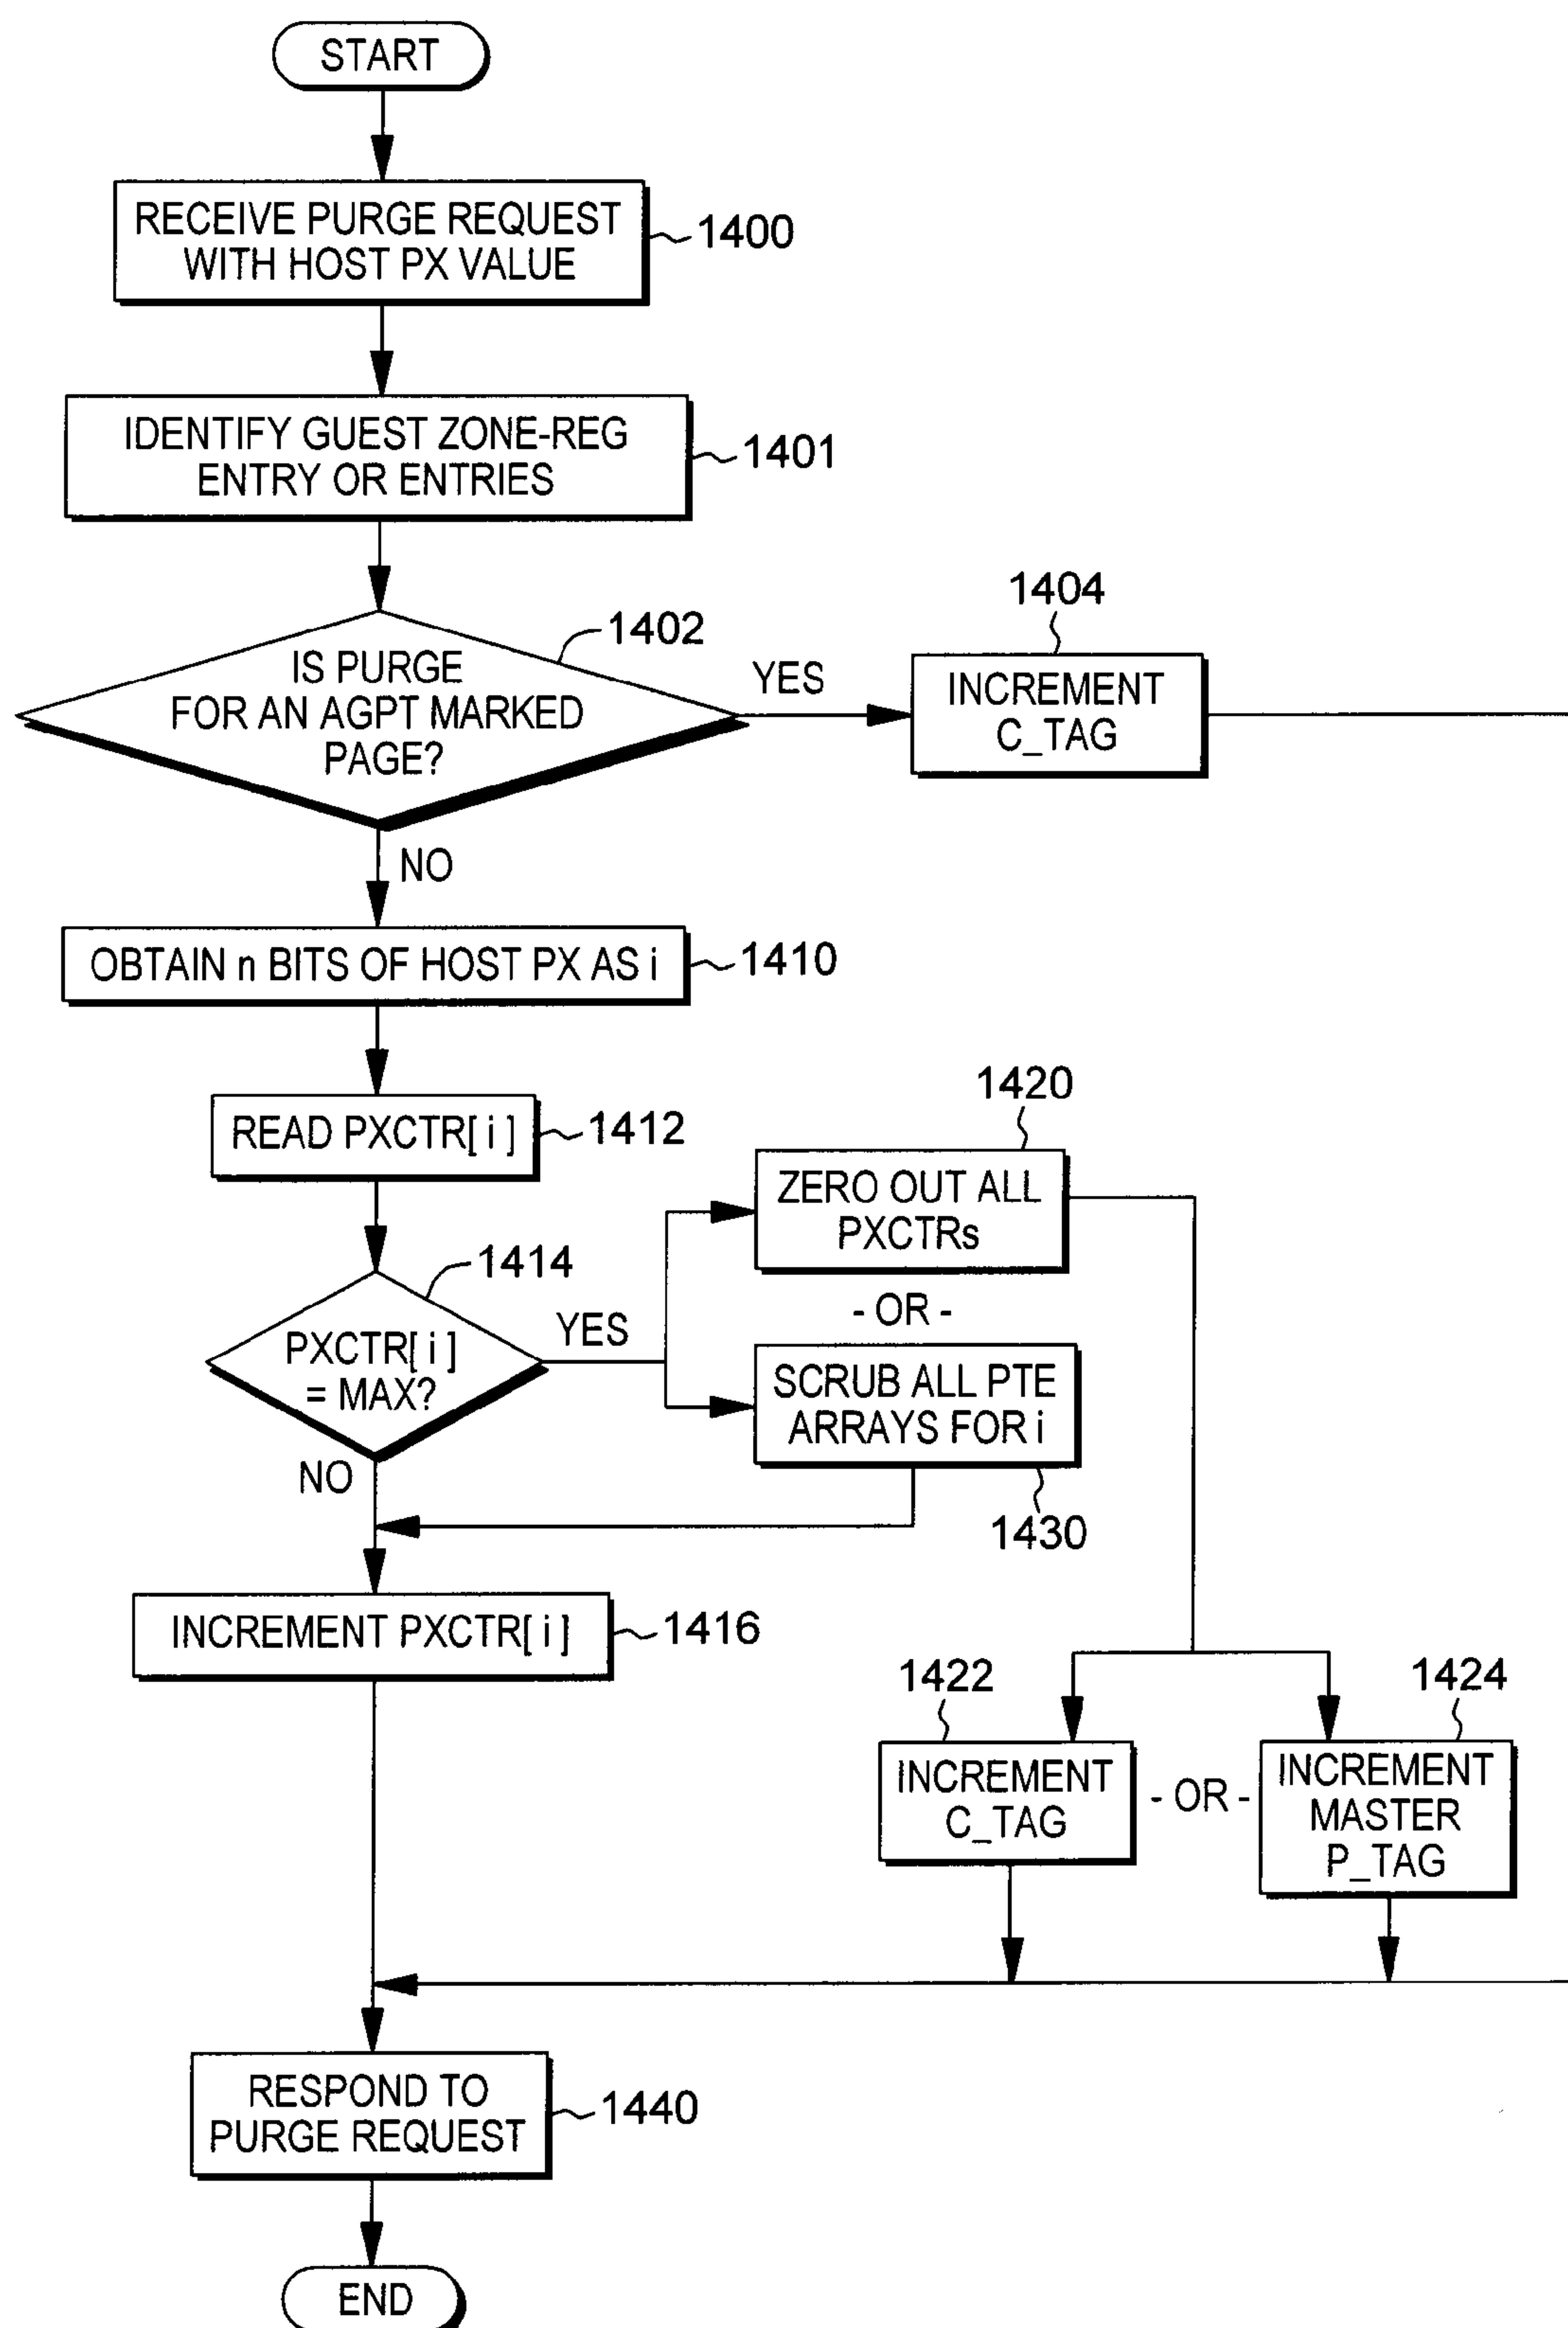 START
RECEIVE PURGE REQUEST
WITH HOST PX VALUE
1400
IDENTIFY GUEST ZONE-REG
ENTRY OR ENTRIES
1401
1402
IS PURGE
FOR AN AGPT MARKED
PAGE?
YES
1404
INCREMENT
C_TAG
NO
OBTAIN n BITS OF HOST PX AS i
1410
READ PXCTR[ i ]
1412
1414
PXCTR[ i ]
= MAX?
YES
1420
ZERO OUT ALL
PXCTRs
- OR -
SCRUB ALL PTE
ARRAYS FOR i
1430
NO
INCREMENT PXCTR[ i ]
1416
1422
INCREMENT
C_TAG
- OR -
1424
INCREMENT
MASTER
P_TAG
RESPOND TO
PURGE REQUEST
1440
END